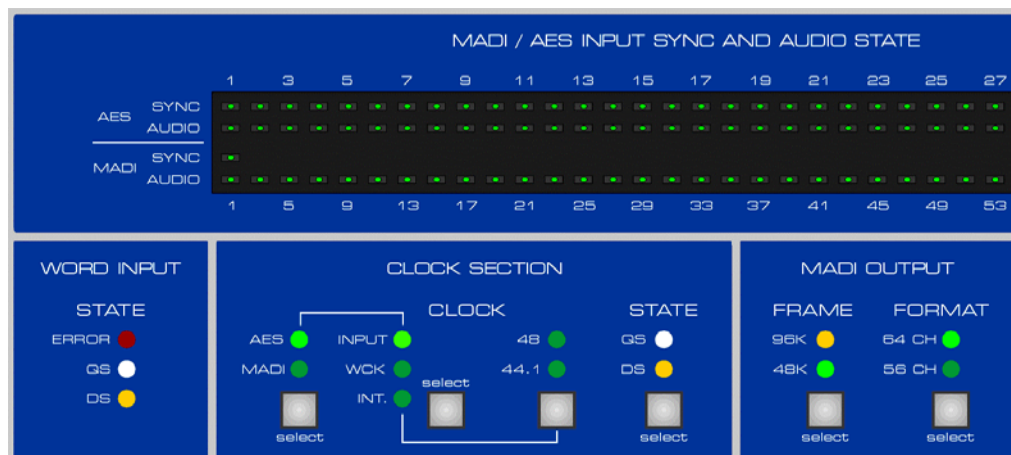 MADI / AES INPUT SYNC AND AUDIO STATE
1 3 5 7 9 11 13 15 17 19 21 23 25 27
AES
SYNC
AUDIO
MADI
SYNC
AUDIO
1 5 9 13 17 21 25 29 33 37 41 45 49 53
WORD INPUT
STATE
ERROR
QS
DS
CLOCK SECTION
CLOCK
STATE
AES INPUT 48 QS
MADI WCK 44.1 DS
select
INT.
select
select
MADI OUTPUT
FRAME FORMAT
96K 64 CH
48K 56 CH
select select